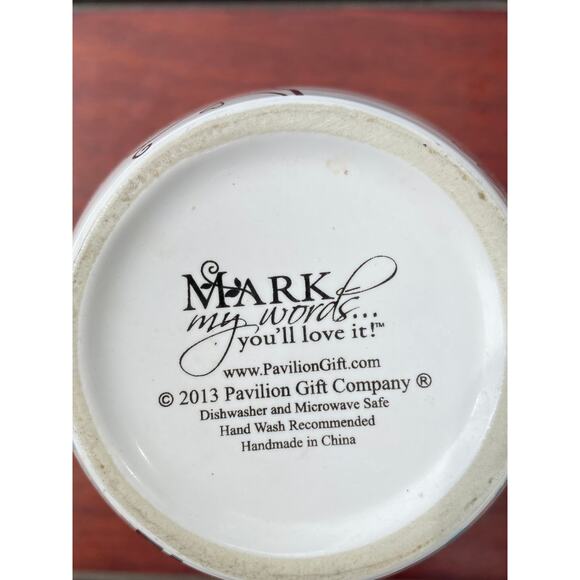 MARK
my words...
you'll love it!™
www.PavilionGift.com
© 2013 Pavilion Gift Company ®
Dishwasher and Microwave Safe
Hand Wash Recommended
Handmade in China